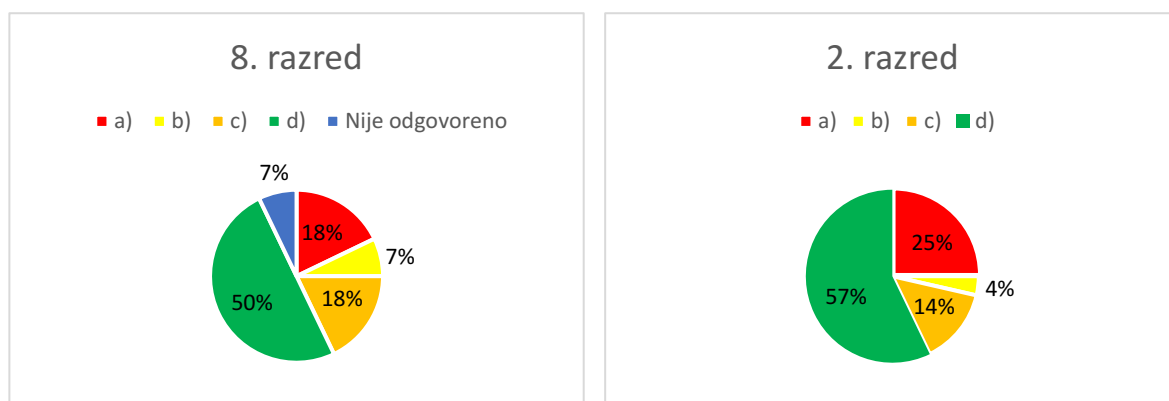 8. razred
a) b) c) d) Nije odgovoreno
7%
18%
7%
18%
50%
2. razred
a) b) c) d)
25%
4%
14%
57%